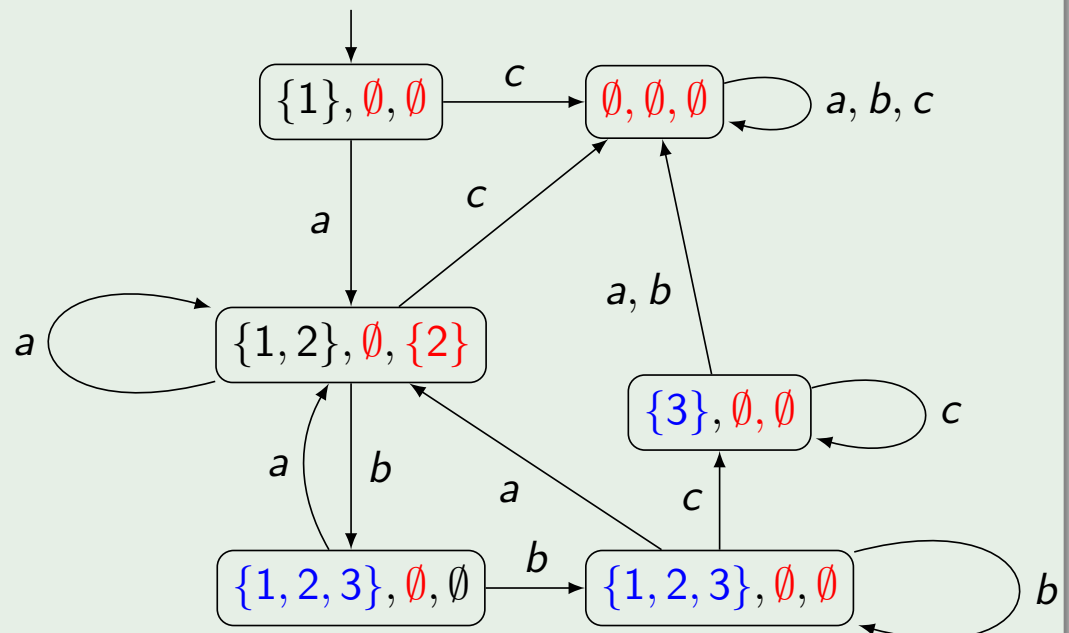 c
{1}, ∅, ∅
∅, ∅, ∅
a, b, c
c
a
a, b
a
{1, 2}, ∅, {2}
{3}, ∅, ∅
c
a
b
a
c
{1, 2, 3}, ∅, ∅
b
{1, 2, 3}, ∅, ∅
b